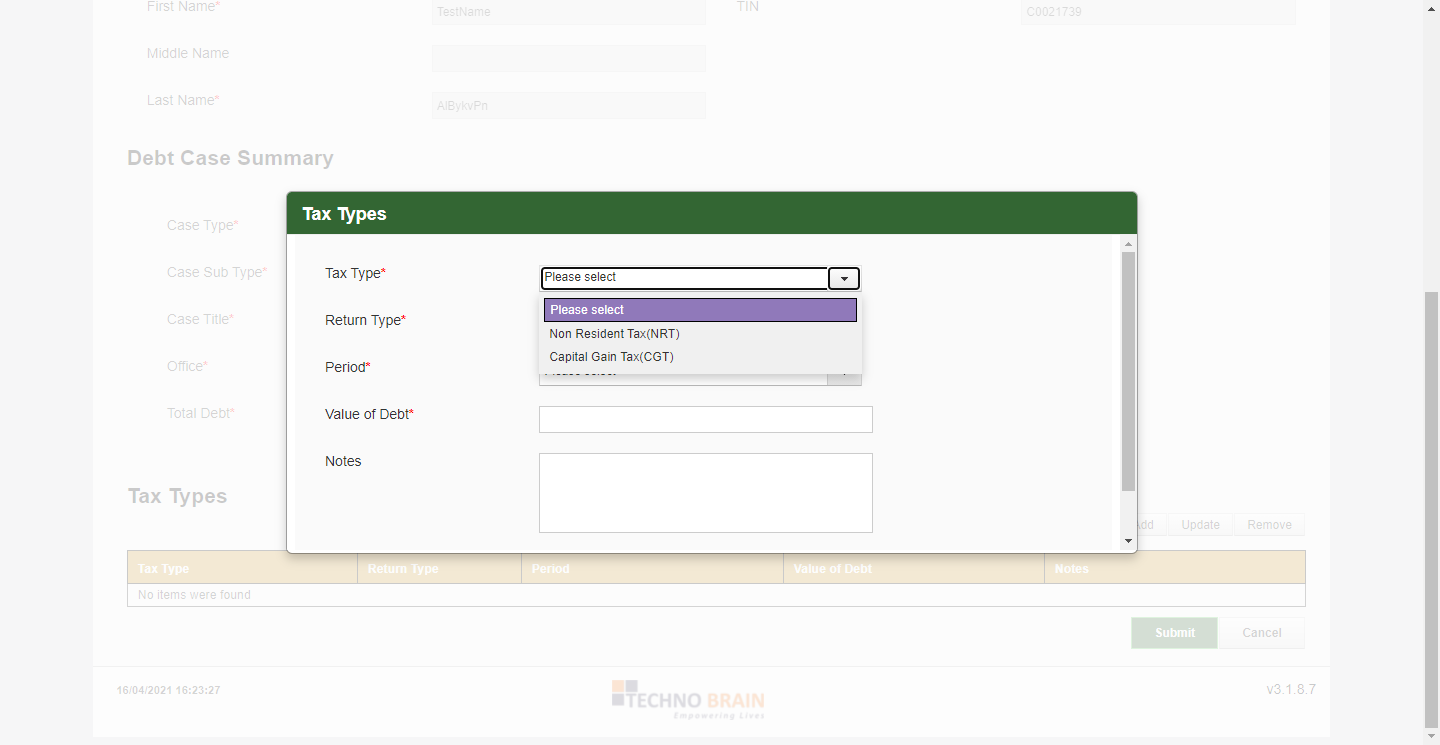 First Name* TestName TIN C0021739
Middle Name
Last Name* AlBykvPn
Debt Case Summary
Case Type*
Case Sub Type*
Case Title*
Office*
Total Debt*
Tax Types
Tax Type* Please select
Please select
Non Resident Tax(NRT)
Capital Gain Tax(CGT)
Return Type*
Period* Please select
Value of Debt*
Notes
Tax Types
Update Remove
Tax Type Return Type Period Value of Debt Notes
No items were found
Submit Cancel
16/04/2021 16:23:27 TECHNO BRAIN v3.1.8.7
Empowering Lives